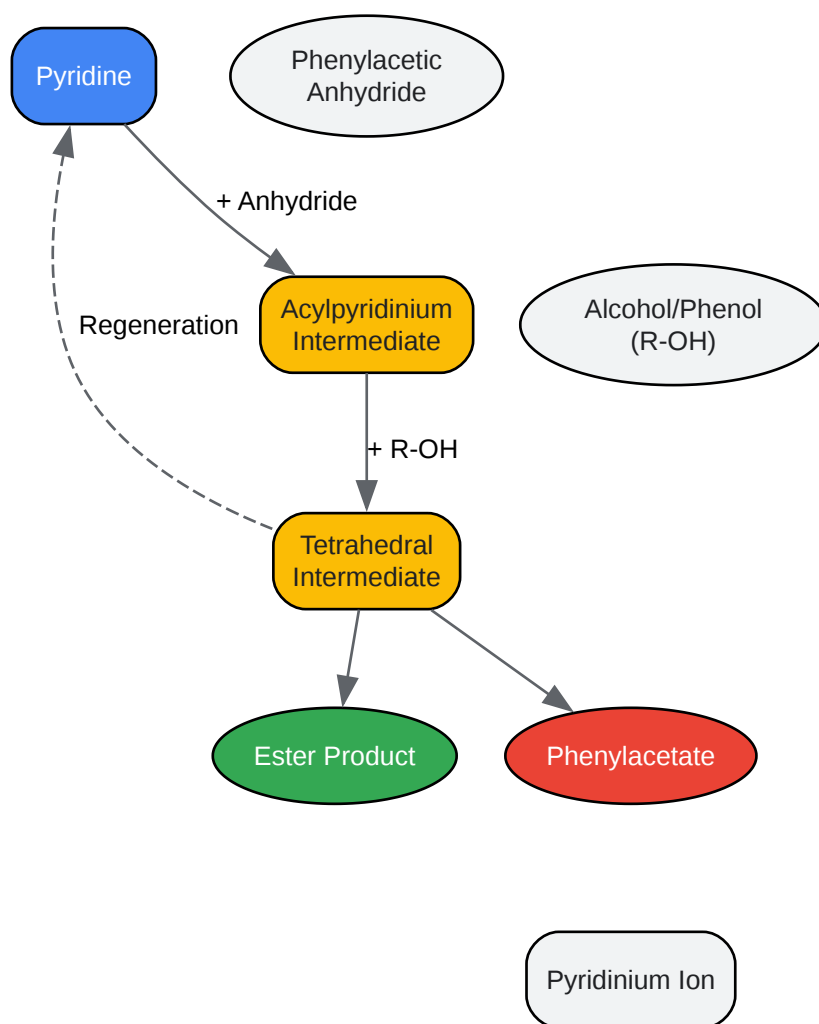 Pyridine
Phenylacetic
Anhydride
+ Anhydride
Acylpyridinium
Intermediate
Alcohol/Phenol
(R-OH)
Regeneration
+ R-OH
Tetrahedral
Intermediate
Ester Product
Phenylacetate
Pyridinium Ion